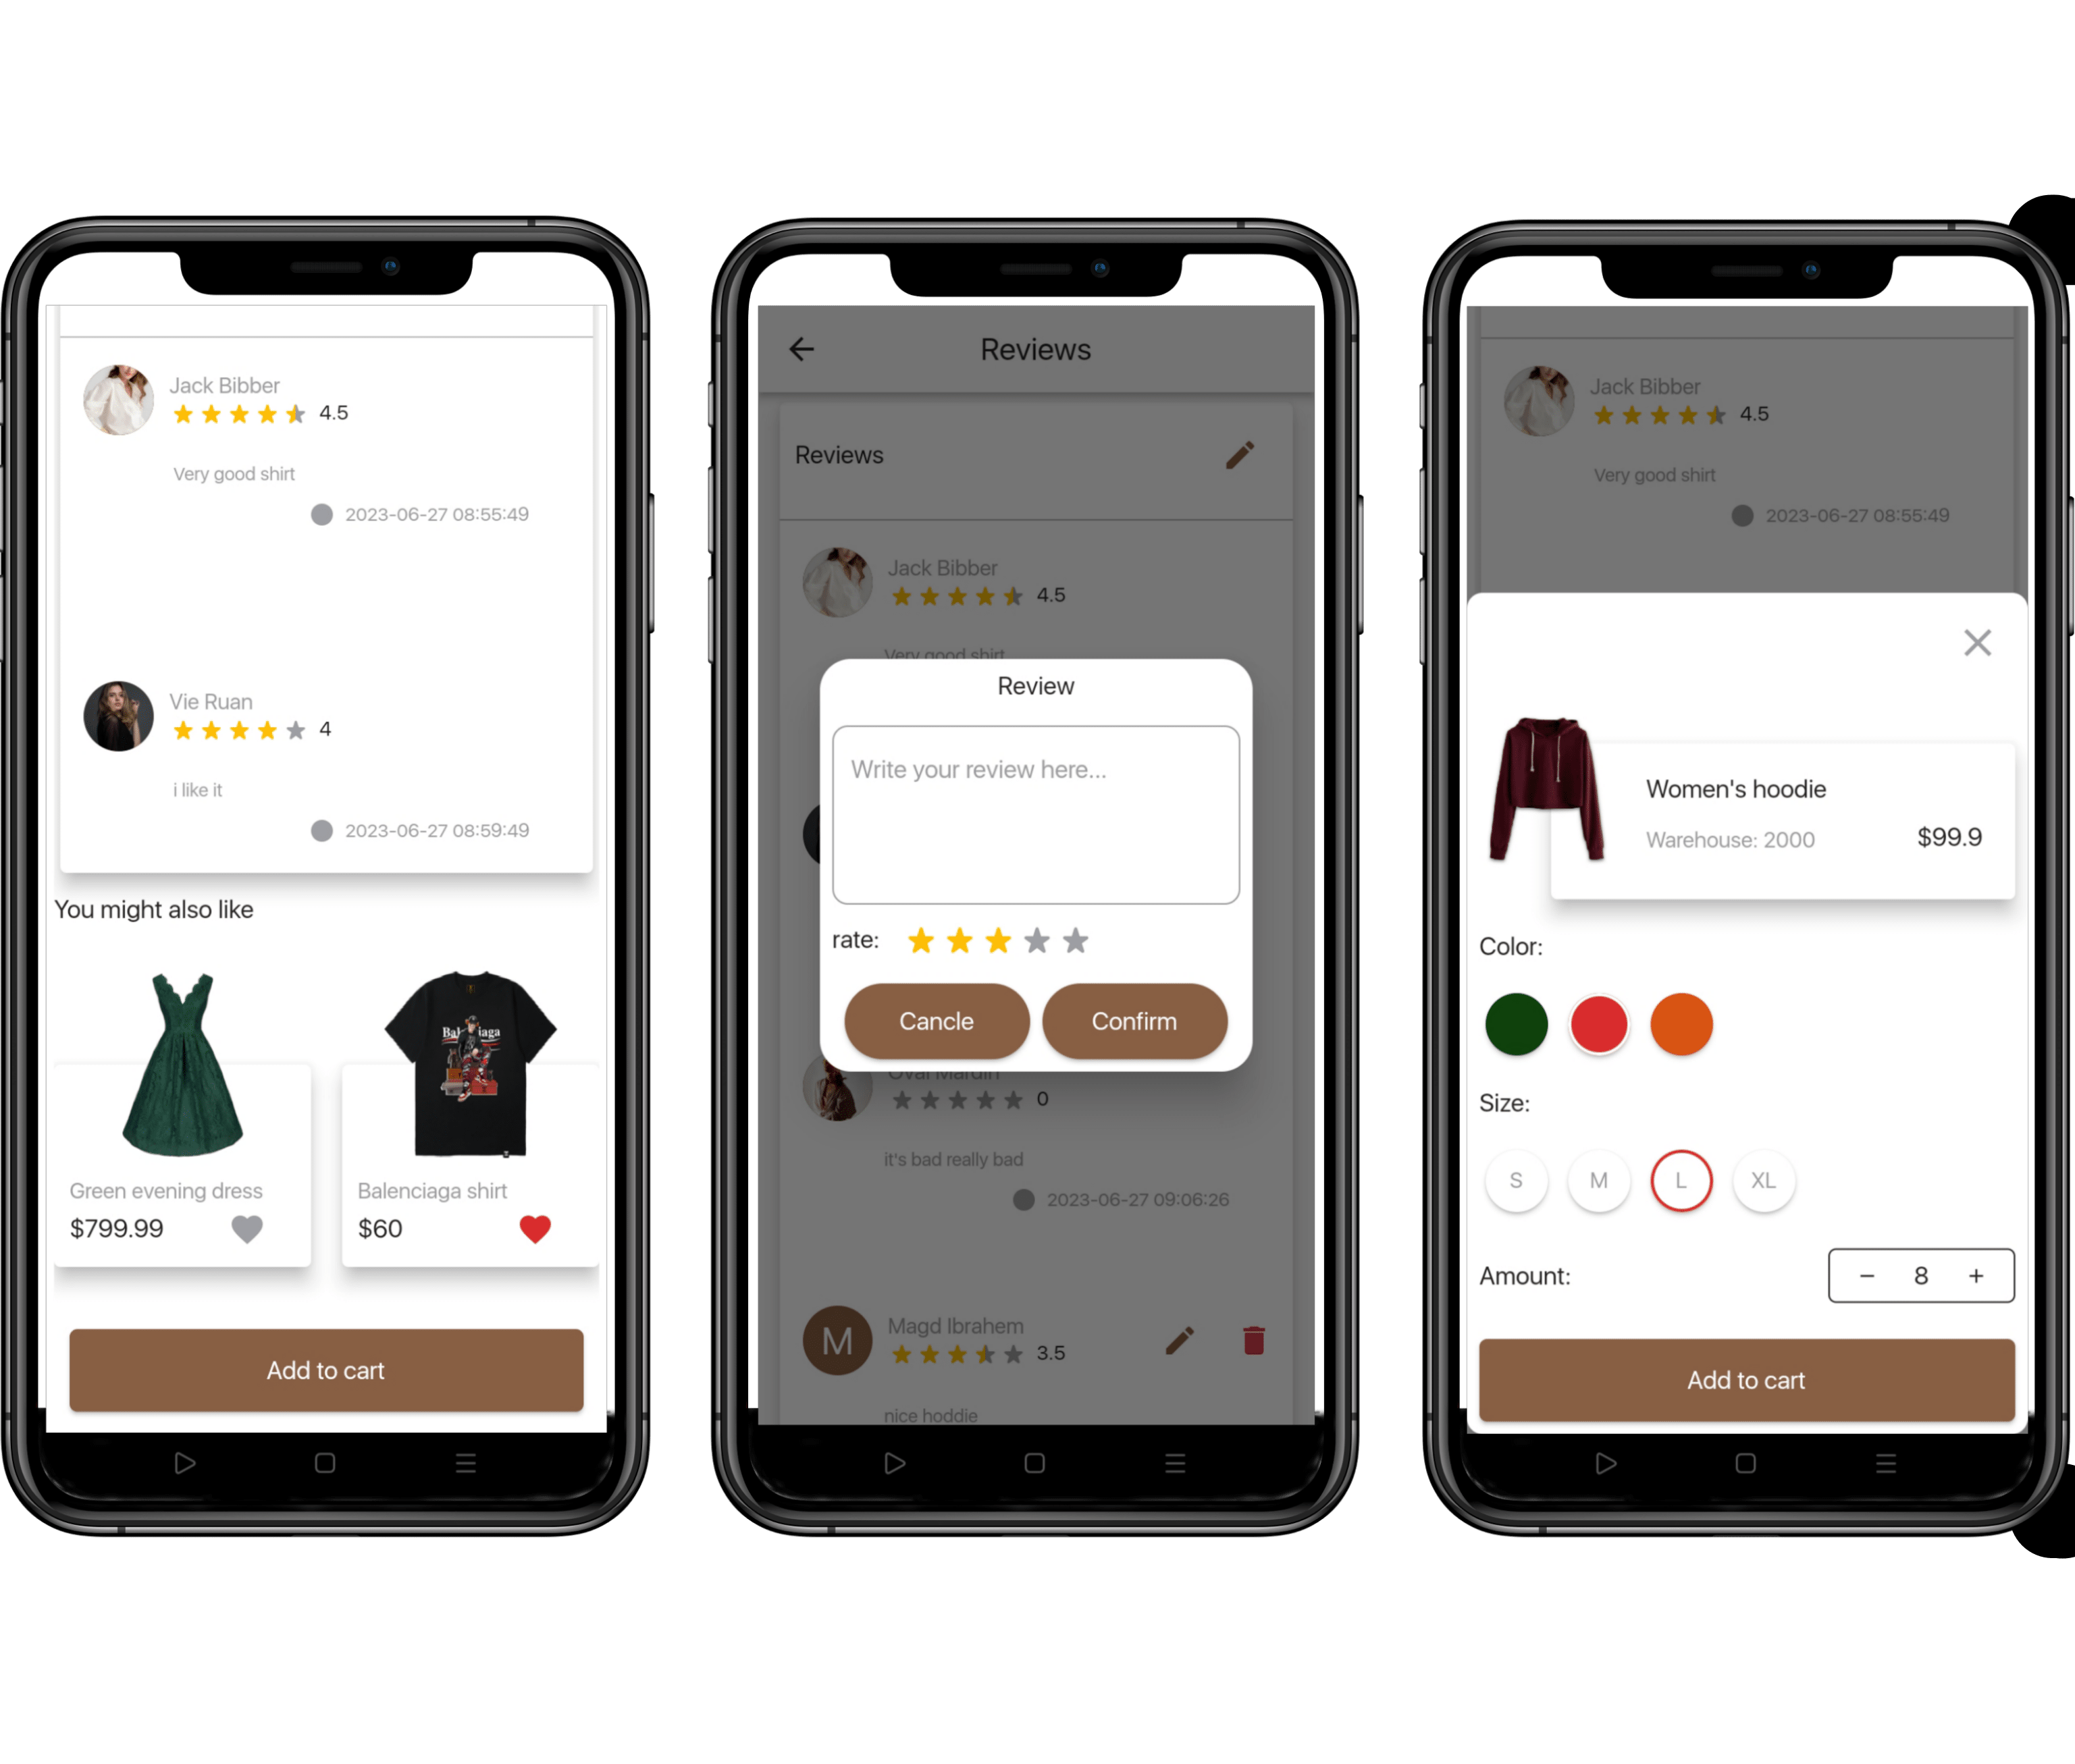 Jack Bibber
4.5
Very good shirt
2023-06-27 08:55:49
Vie Ruan
4
i like it
2023-06-27 08:59:49
You might also like
Green evening dress
$799.99
Balenciaga shirt
$60
Add to cart
Reviews
Reviews
Jack Bibber
4.5
Very good shirt
Review
Write your review here...
rate:
Cancle
Confirm
Oval Mardin
0
it's bad really bad
2023-06-27 09:06:26
M
Magd Ibrahem
3.5
nice hoddie
Jack Bibber
4.5
Very good shirt
2023-06-27 08:55:49
Women's hoodie
Warehouse: 2000
$99.9
Color:
Size:
S
M
L
XL
Amount:
- 8 +
Add to cart